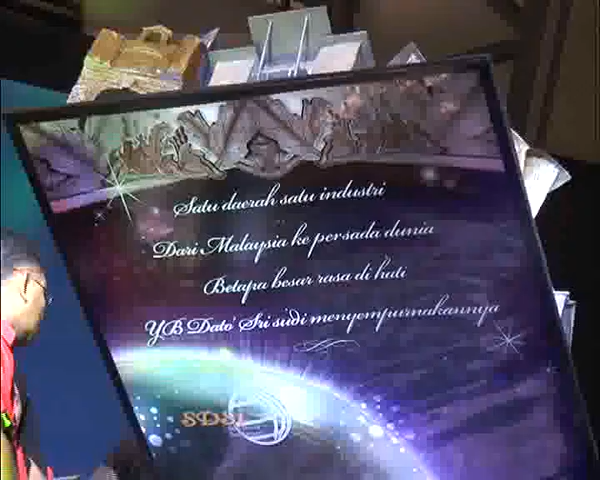 Satu daerah satu industri
Dari Malaysia ke persada dunia
Betapa besar rasa di hati
YB Dato' Sri sudi menyempurnakannya
SDSI